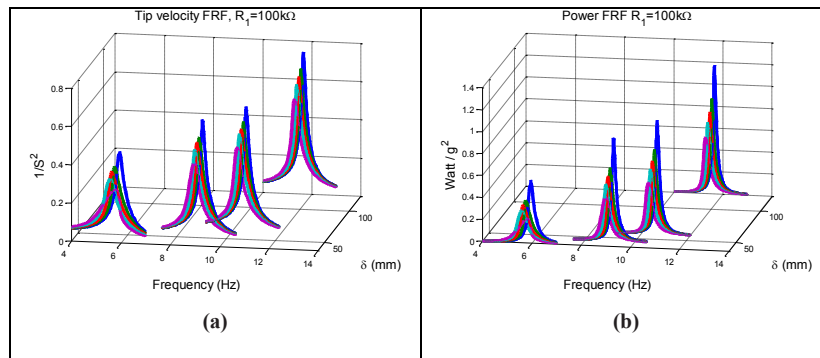 Tip velocity FRF, R₁=100kΩ
0.8
0.6
0.4
0.2
0
1/S²
4
6
8
10
12
14
50
100
δ (mm)
Frequency (Hz)
(a)
Power FRF R₁=100kΩ
1.4
1.2
1
0.8
0.6
0.4
0.2
0
Watt / g²
4
6
8
10
12
14
50
100
δ (mm)
Frequency (Hz)
(b)